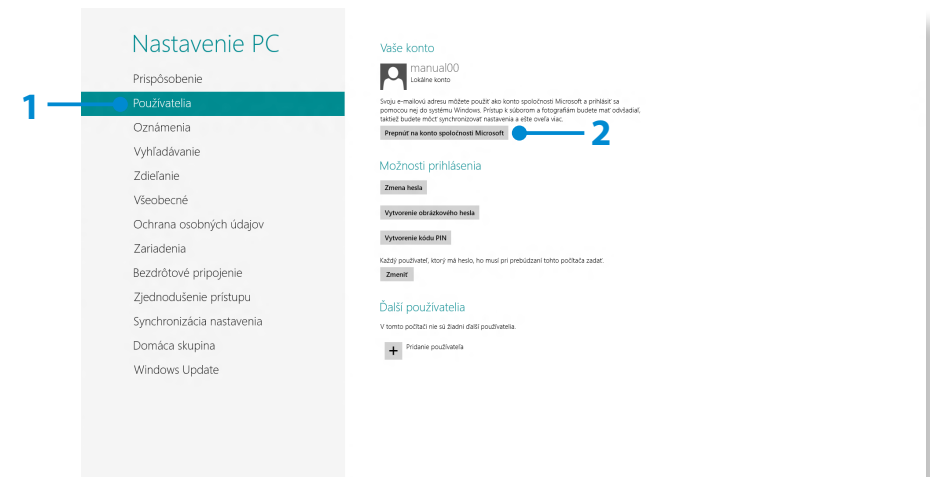 Nastavenie PC
Prispôsobenie
1
Používatelia
Oznámenia
Vyhľadávanie
Zdieľanie
Všeobecné
Ochrana osobných údajov
Zariadenia
Bezdrôtové pripojenie
Zjednodušenie prístupu
Synchronizácia nastavenia
Domáca skupina
Windows Update
Vaše konto
manual00
Lokálne konto
Svoju e-mailovú adresu môžete použiť ako konto spoločnosti Microsoft a prihlásiť sa
pomocou nej do systému Windows. Prístup k súborom a fotografiám budete mať odvšadiaľ,
taktiež budete môcť synchronizovať nastavenia a ešte oveľa viac.
Prepnúť na konto spoločnosti Microsoft
2
Možnosti prihlásenia
Zmena hesla
Vytvorenie obrázkového hesla
Vytvorenie kódu PIN
Každý používateľ, ktorý má heslo, ho musí pri prebúdzaní tohto počítača zadať.
Zmeniť
Ďalší používatelia
V tomto počítači nie sú žiadni ďalší používatelia.
+ Pridanie používateľa